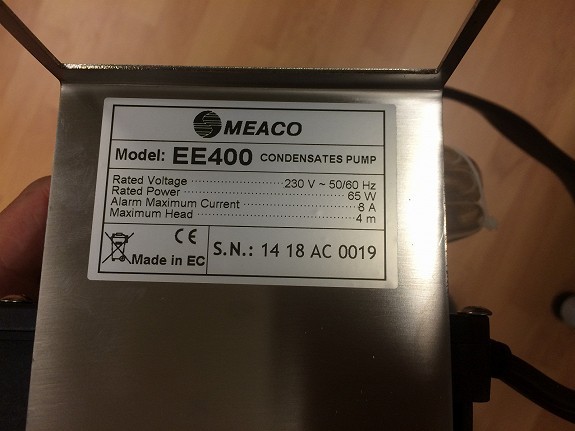 MEACO
Model: EE400 CONDENSATES PUMP
Rated Voltage 230 V ~ 50/60 Hz
Rated Power 65 W
Alarm Maximum Current 8 A
Maximum Head 4 m
CE
Made in EC
S.N.: 14 18 AC 0019